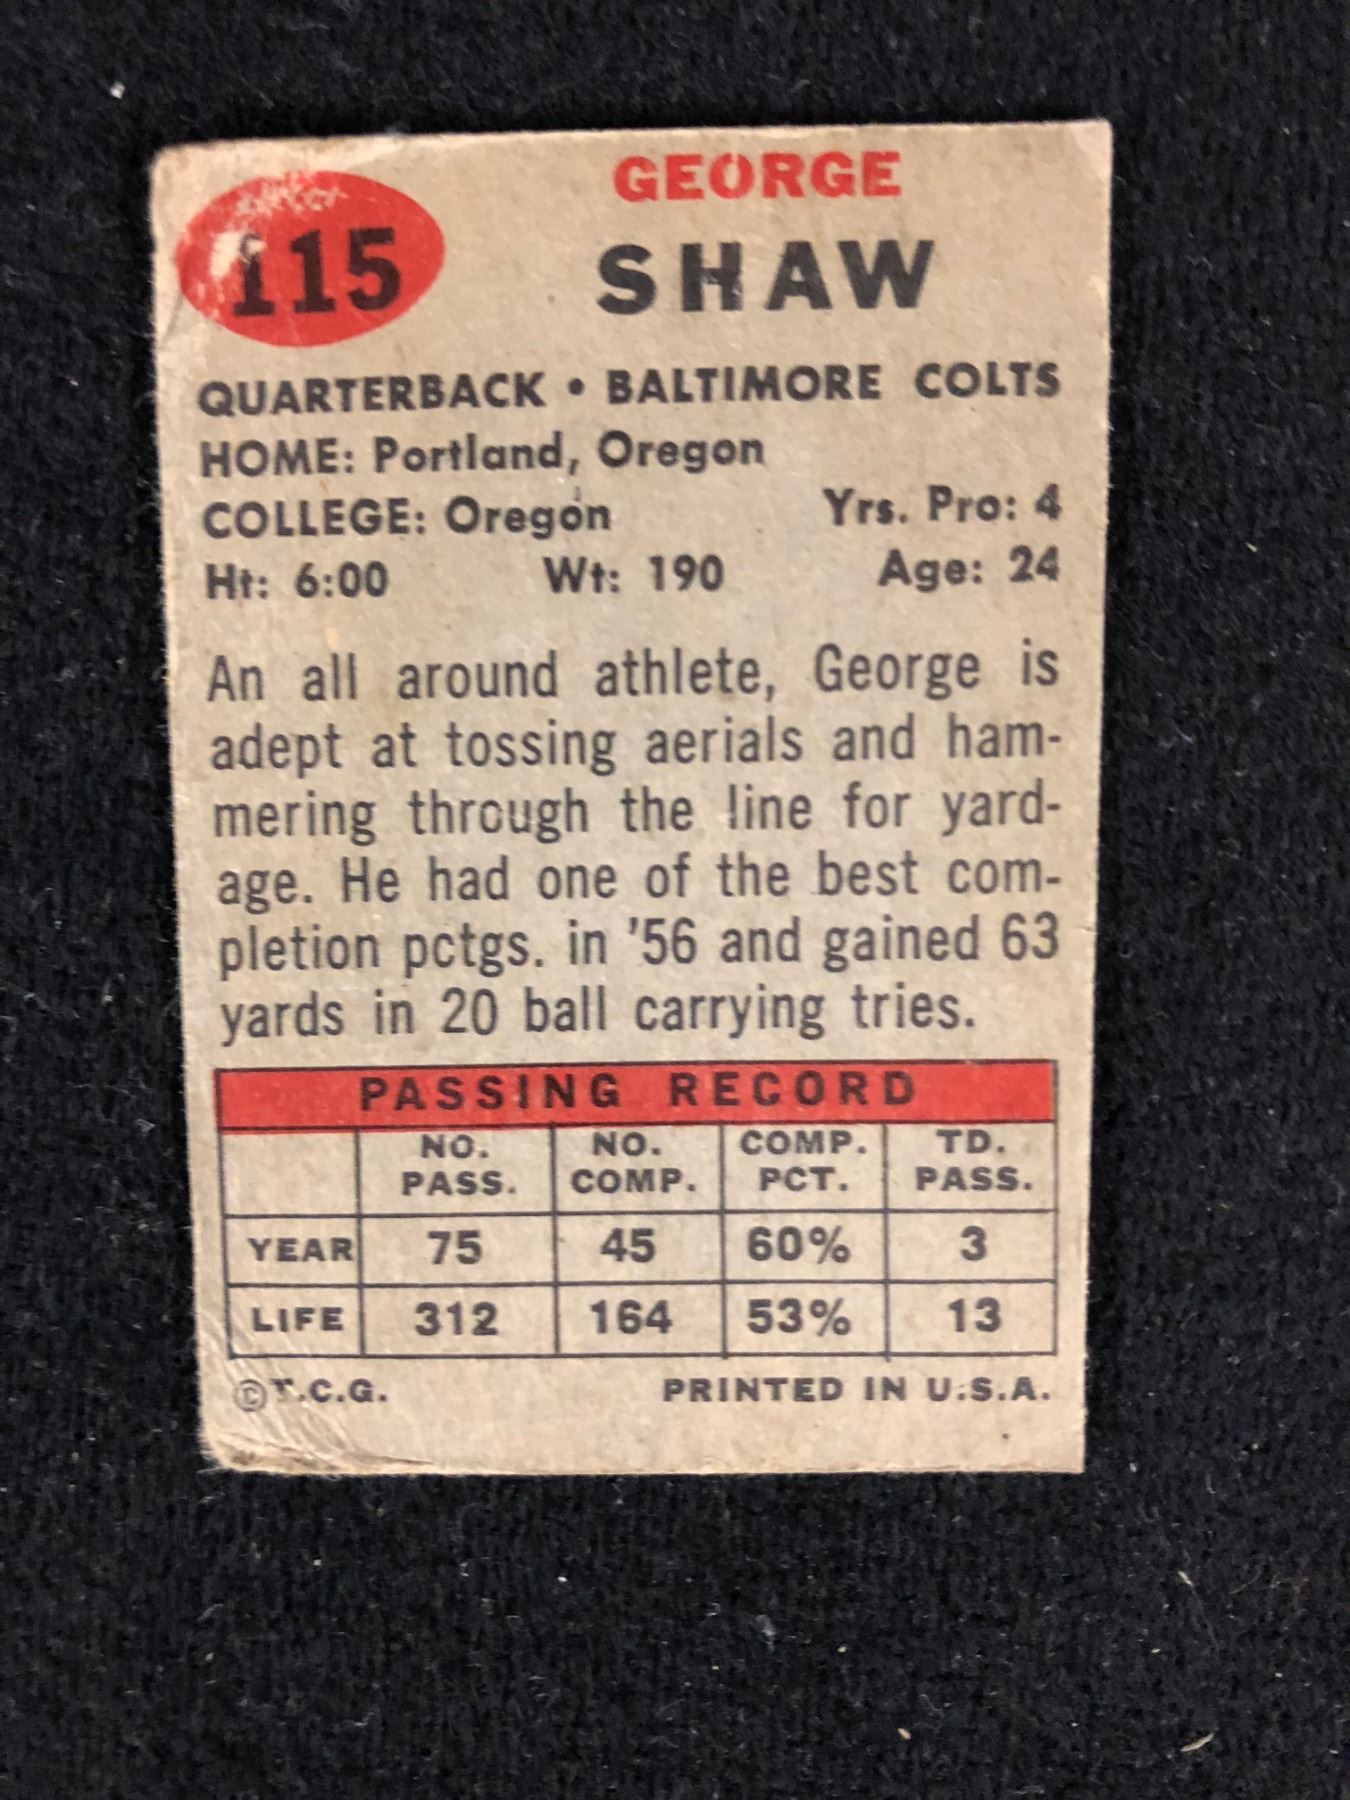 115
GEORGE
SHAW
QUARTERBACK • BALTIMORE COLTS
HOME: Portland, Oregon
COLLEGE: Oregon Yrs. Pro: 4
Ht: 6:00 Wt: 190 Age: 24
An all around athlete, George is
adept at tossing aerials and ham-
mering through the line for yard-
age. He had one of the best com-
pletion pctgs. in '56 and gained 63
yards in 20 ball carrying tries.
PASSING RECORD
NO. PASS. NO. COMP. COMP. PCT. TD. PASS.
YEAR 75 45 60% 3
LIFE 312 164 53% 13
©T.C.G. PRINTED IN U.S.A.